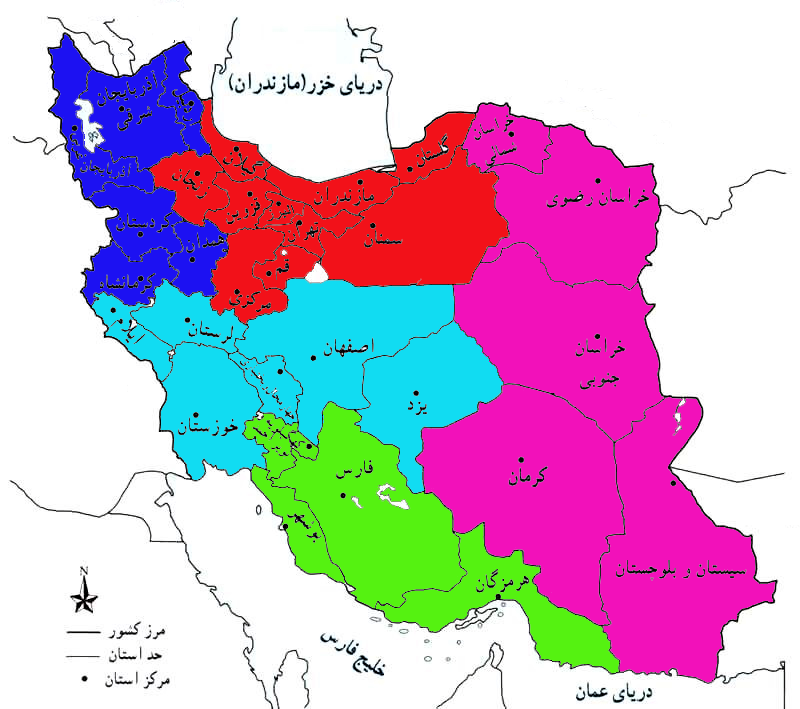 دریای خزر(مازندران)
آذربایجان
شرقی
اردبیل
آذربایجان
گیلان
زنجان
گلستان
خراسان
شمالی
خراسان رضوی
مازندران
قزوین
البرز
تهران
سمنان
کردستان
همدان
قم
کرمانشاه
مرکزی
ایلام
لرستان
اصفهان
خراسان
جنوبی
یزد
خوزستان
فارس
کرمان
بوشهر
هرمزگان
سیستان و بلوچستان
N
مرز کشور
حد استان
مرکز استان
خلیج فارس
دریای عمان